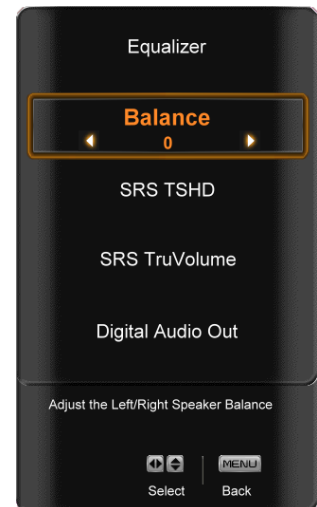 Equalizer
Balance
0
SRS TSHD
SRS TruVolume
Digital Audio Out
Adjust the Left/Right Speaker Balance
MENU
Select Back